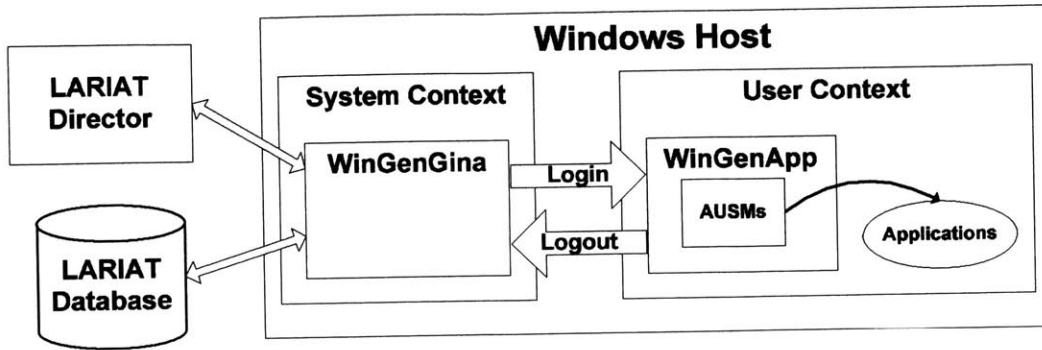 Windows Host
LARIAT
Director
System Context
User Context
WinGenGina
Login
WinGenApp
AUSMs
Applications
Logout
LARIAT
Database